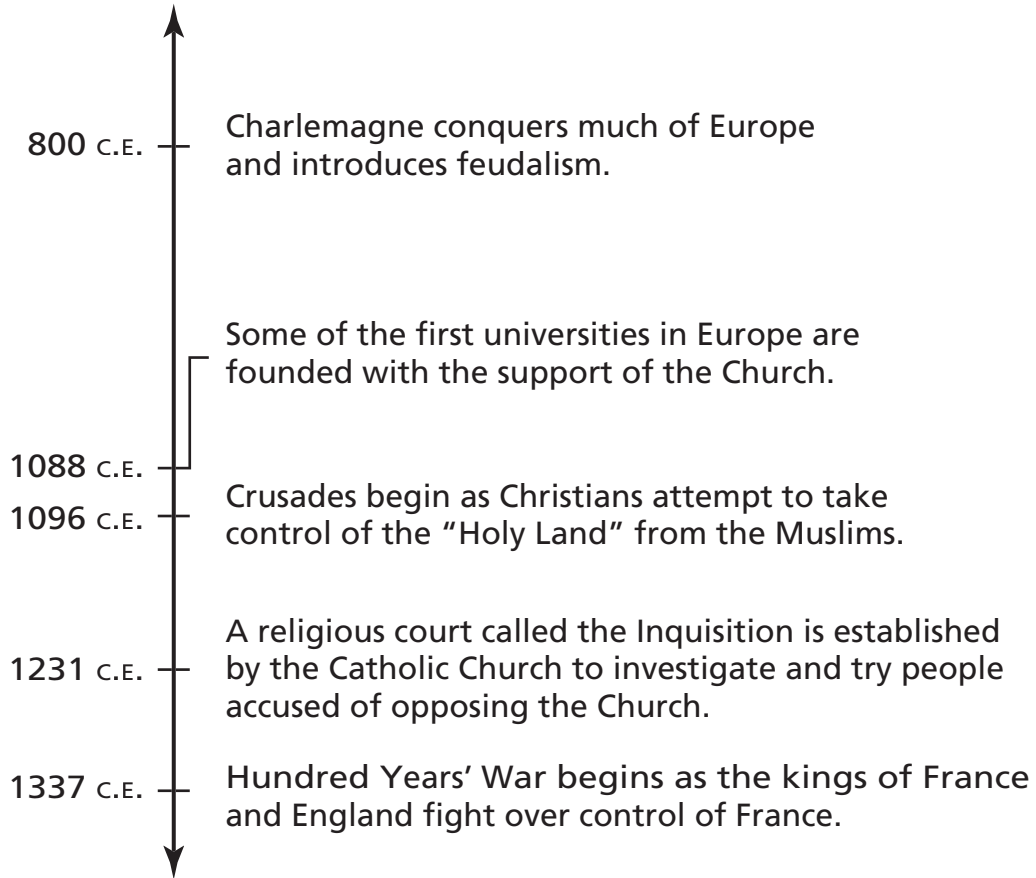 800 C.E.
Charlemagne conquers much of Europe
and introduces feudalism.
Some of the first universities in Europe are
founded with the support of the Church.
1088 C.E.
1096 C.E.
Crusades begin as Christians attempt to take
control of the “Holy Land” from the Muslims.
1231 C.E.
A religious court called the Inquisition is established
by the Catholic Church to investigate and try people
accused of opposing the Church.
1337 C.E.
Hundred Years’ War begins as the kings of France
and England fight over control of France.